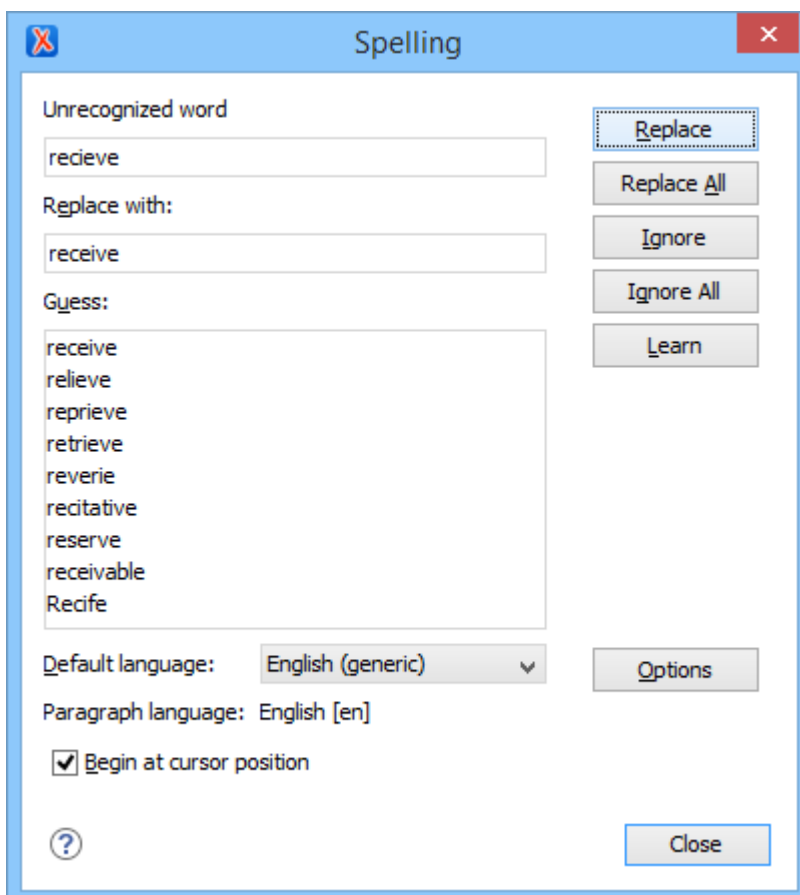 Spelling
Unrecognized word
recieve
Replace with:
receive
Guess:
receive
relieve
reprieve
retrieve
reverie
recitative
reserve
receivable
Recife
Replace
Replace All
Ignore
Ignore All
Learn
Default language: English (generic)
Options
Paragraph language: English [en]
Begin at cursor position
?
Close